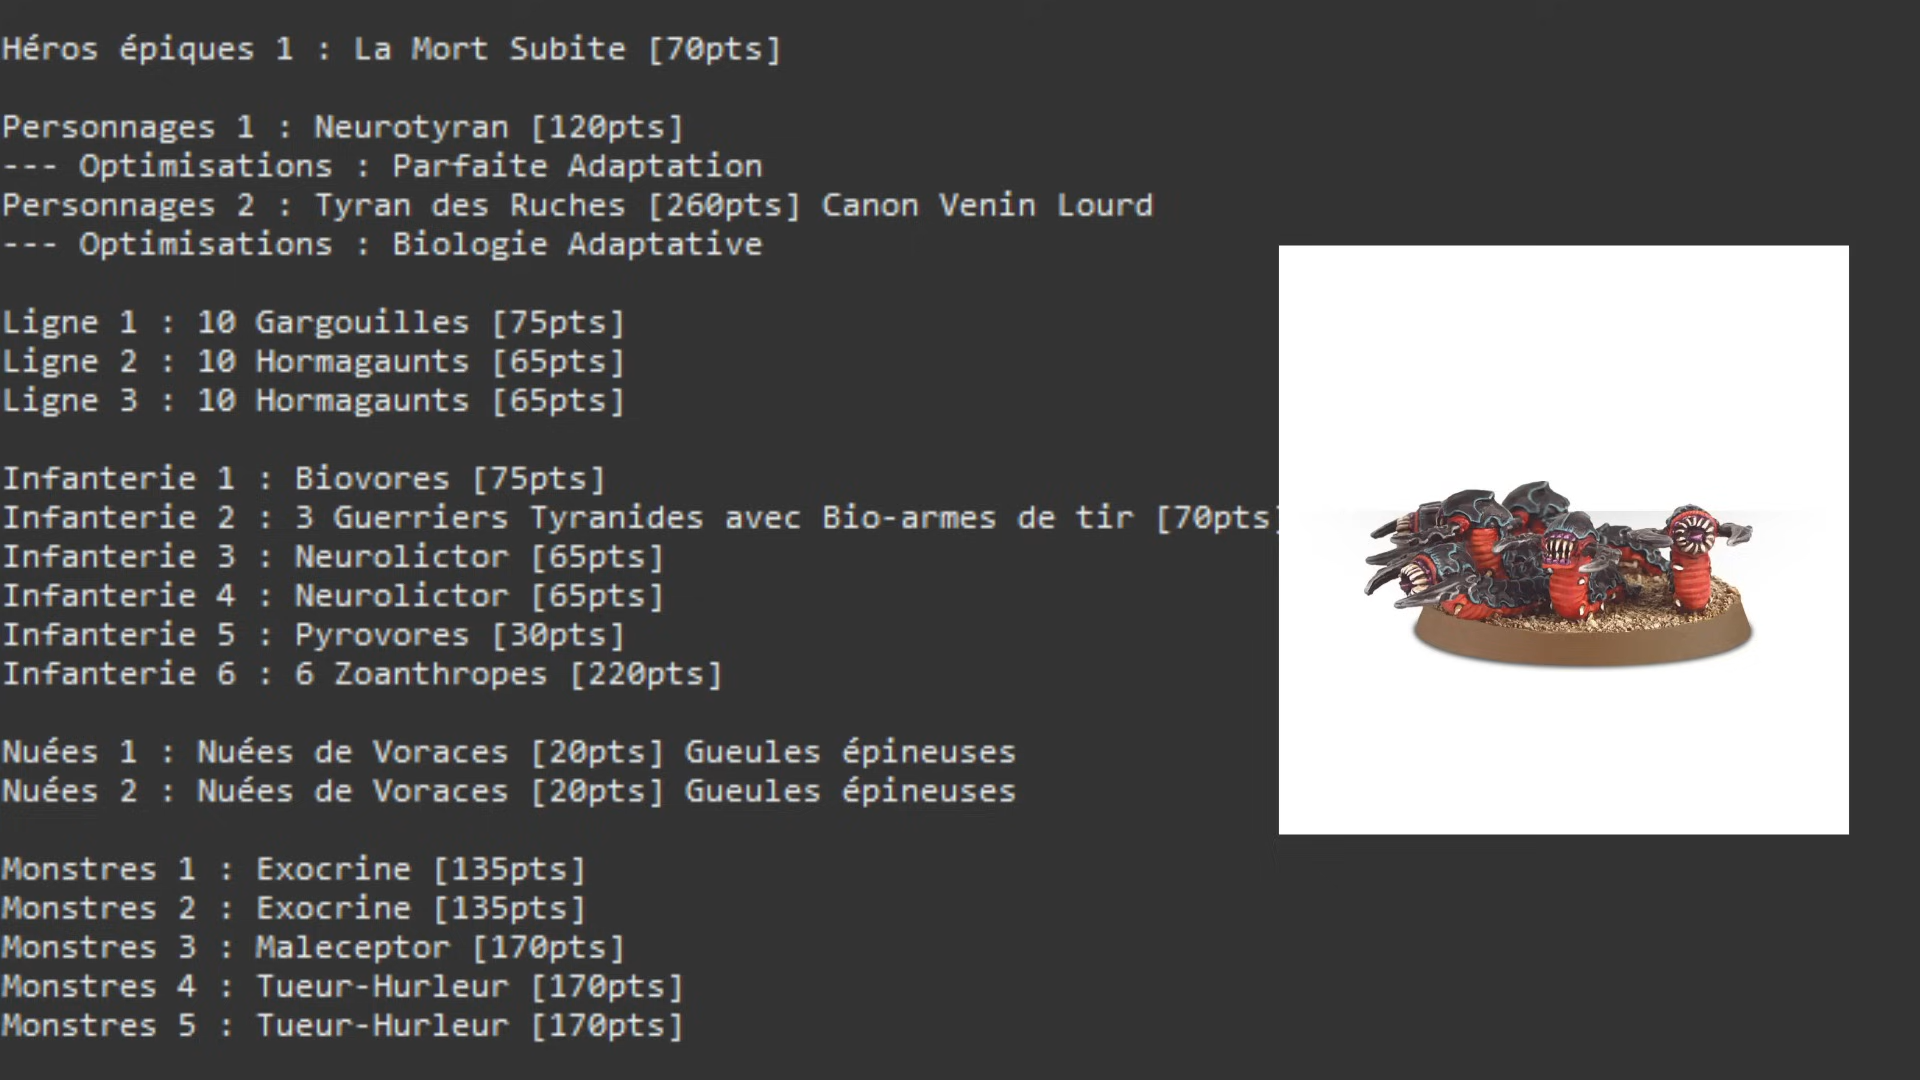 Héros épiques 1 : La Mort Subite [70pts]
Personnages 1 : Neurotyran [120pts]
--- Optimisations : Parfaite Adaptation
Personnages 2 : Tyran des Ruches [260pts] Canon Venin Lourd
--- Optimisations : Biologie Adaptative
Ligne 1 : 10 Gargouilles [75pts]
Ligne 2 : 10 Hormagaunts [65pts]
Ligne 3 : 10 Hormagaunts [65pts]
Infanterie 1 : Biovores [75pts]
Infanterie 2 : 3 Guerriers Tyranides avec Bio-armes de tir [70pts]
Infanterie 3 : Neurolictor [65pts]
Infanterie 4 : Neurolictor [65pts]
Infanterie 5 : Pyrovores [30pts]
Infanterie 6 : 6 Zoanthropes [220pts]
Nuées 1 : Nuées de Voraces [20pts] Gueules épineuses
Nuées 2 : Nuées de Voraces [20pts] Gueules épineuses
Monstres 1 : Exocrine [135pts]
Monstres 2 : Exocrine [135pts]
Monstres 3 : Maleceptor [170pts]
Monstres 4 : Tueur-Hurleur [170pts]
Monstres 5 : Tueur-Hurleur [170pts]